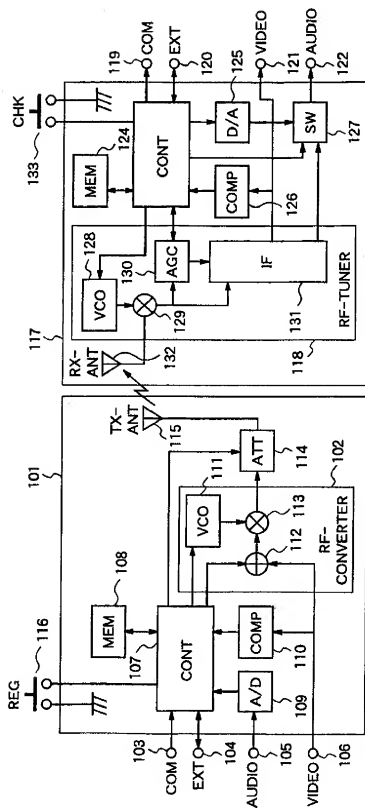 REG
116
101
MEM
108
TX-
ANT
115
COM
103
EXT
104
AUDIO
105
VIDEO
106
CONT
107
A/D
109
COMP
110
VCO
111
112
113
ATT
114
RF-
CONVERTER
102
CHK
133
117
RX-
ANT
132
MEM
124
VCO
128
129
AGC
130
IF
131
RF-TUNER
118
CONT
COMP
126
D/A
125
SW
127
COM
119
EXT
120
VIDEO
121
AUDIO
122